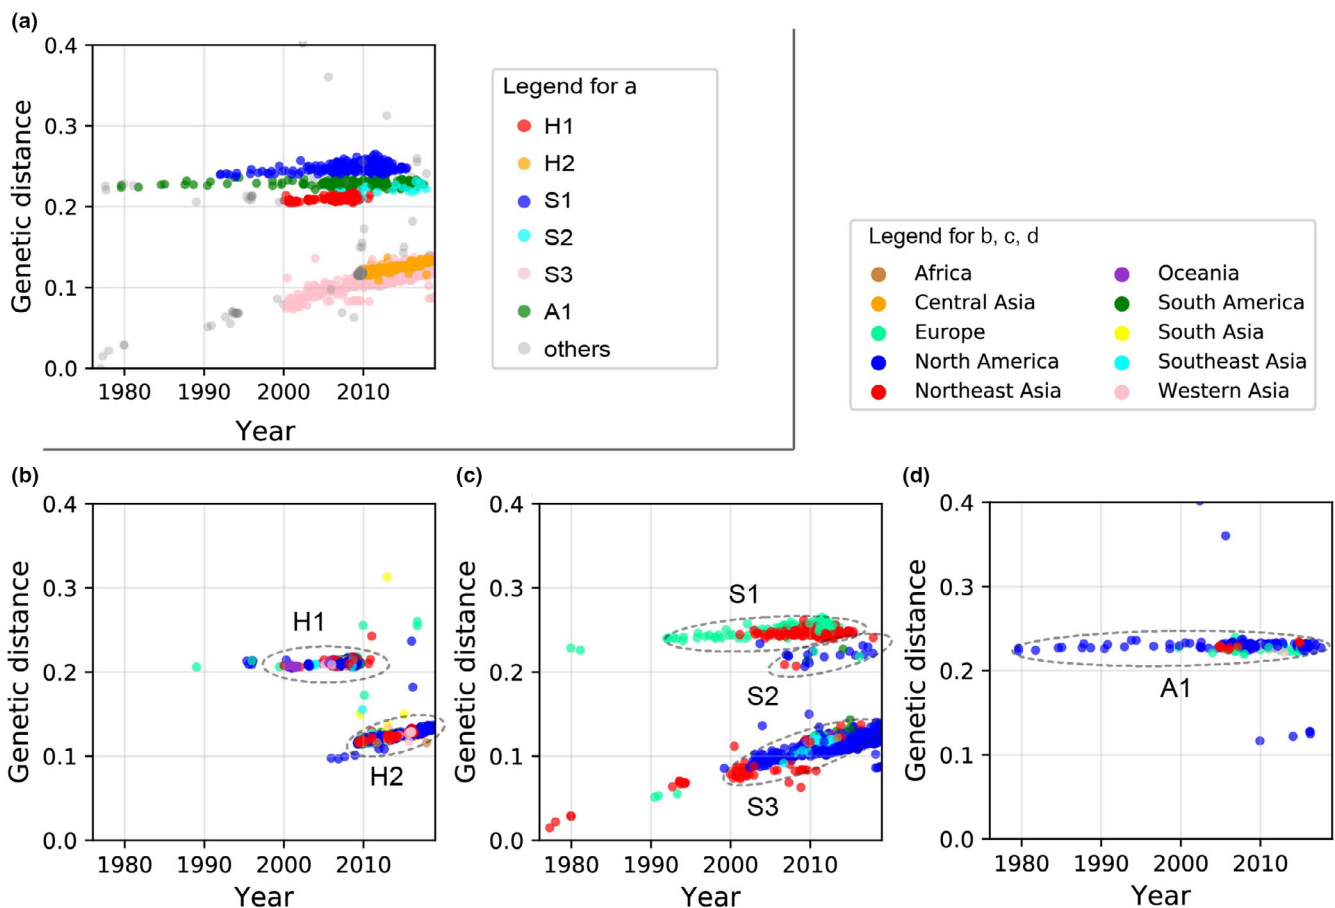 (a)
Genetic distance
0.4
0.3
0.2
0.1
0.0
1980 1990 2000 2010
Year
Legend for a
H1
H2
S1
S2
S3
A1
others
Legend for b, c, d
Africa
Central Asia
Europe
North America
Northeast Asia
Oceania
South America
South Asia
Southeast Asia
Western Asia
(b)
Genetic distance
0.4
0.3
0.2
0.1
0.0
H1
H2
1980 1990 2000 2010
Year
(c)
Genetic distance
0.4
0.3
0.2
0.1
0.0
S1
S2
S3
1980 1990 2000 2010
Year
(d)
Genetic distance
0.4
0.3
0.2
0.1
0.0
A1
1980 1990 2000 2010
Year